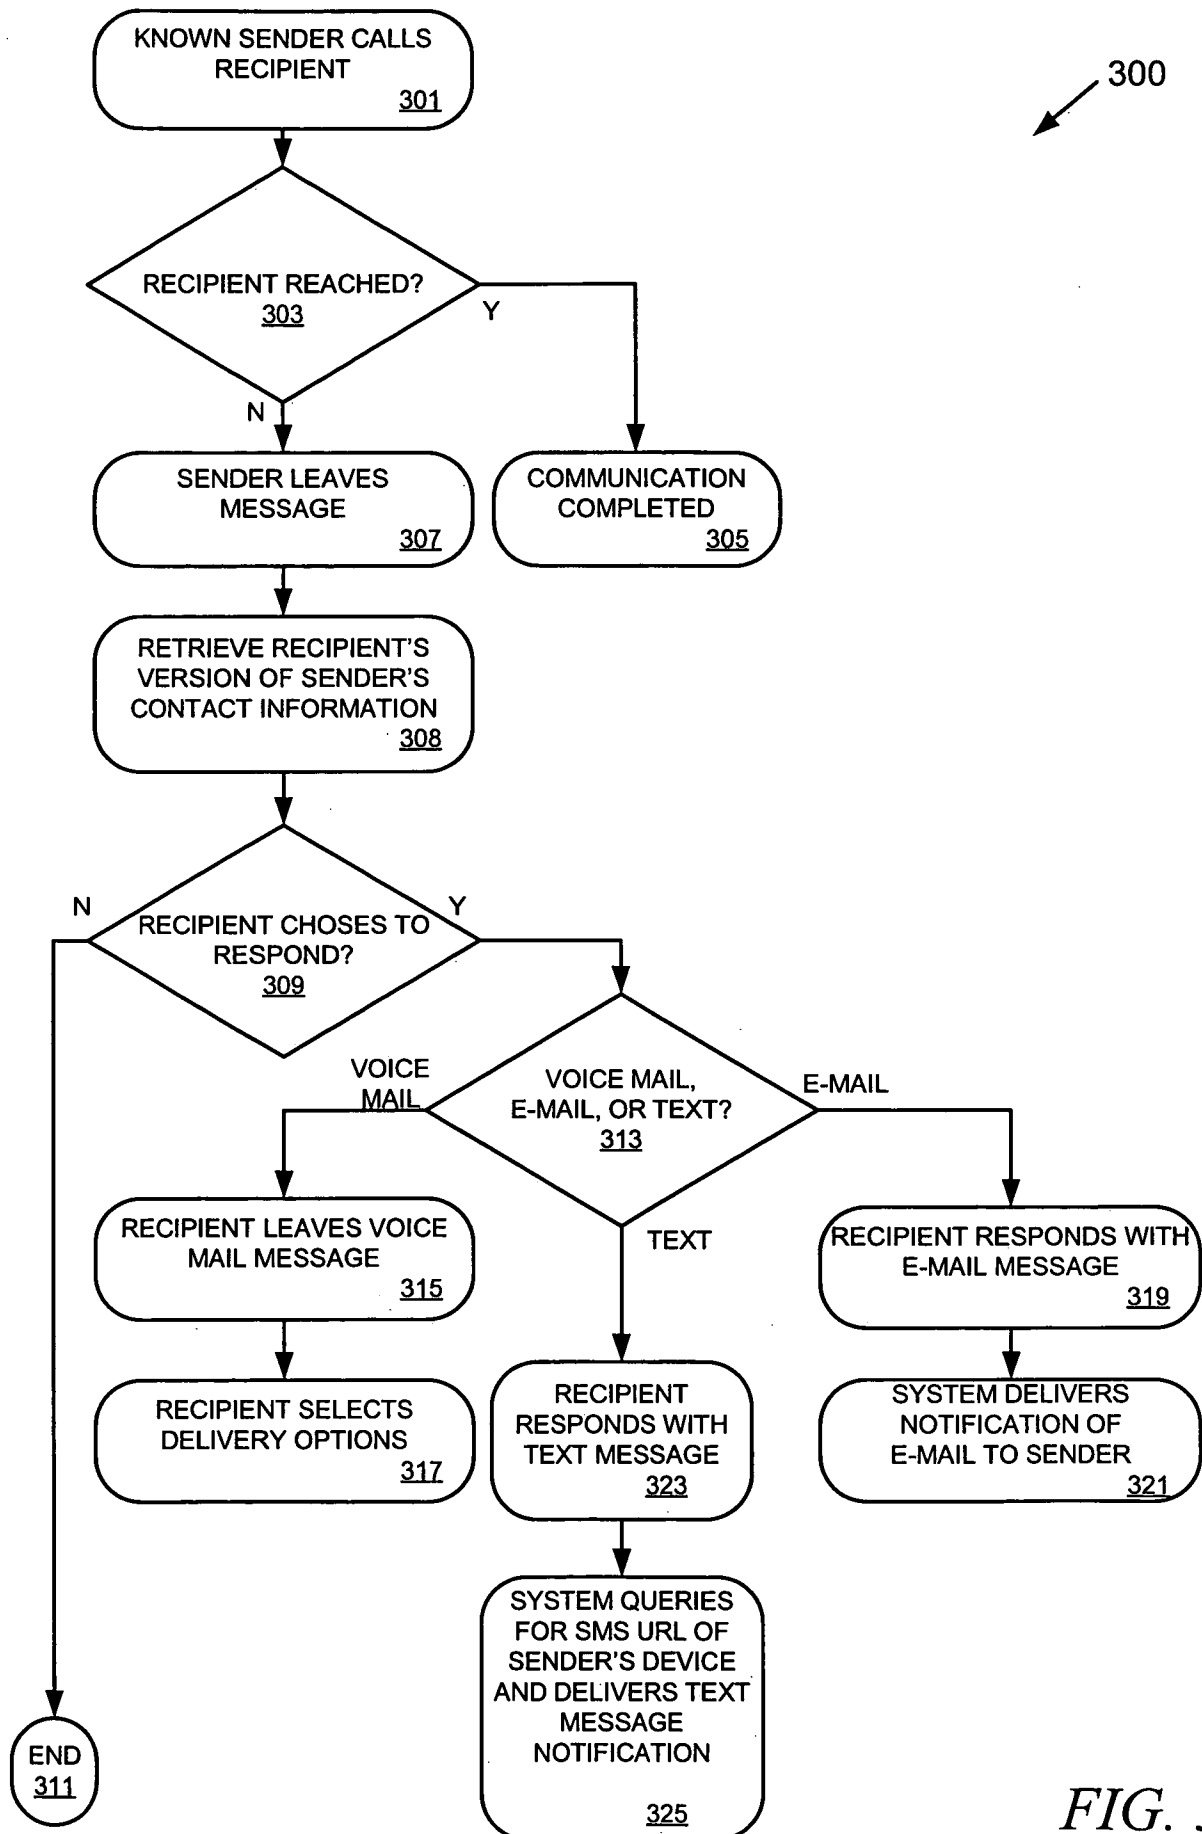 KNOWN SENDER CALLS
RECIPIENT
301
300
RECIPIENT REACHED?
303
Y
N
SENDER LEAVES
MESSAGE
307
COMMUNICATION
COMPLETED
305
RETRIEVE RECIPIENT'S
VERSION OF SENDER'S
CONTACT INFORMATION
308
N
Y
RECIPIENT CHOSES TO
RESPOND?
309
VOICE
MAIL
VOICE MAIL,
E-MAIL, OR TEXT?
313
E-MAIL
TEXT
RECIPIENT LEAVES VOICE
MAIL MESSAGE
315
RECIPIENT RESPONDS WITH
E-MAIL MESSAGE
319
RECIPIENT SELECTS
DELIVERY OPTIONS
317
RECIPIENT
RESPONDS WITH
TEXT MESSAGE
323
SYSTEM DELIVERS
NOTIFICATION OF
E-MAIL TO SENDER
321
SYSTEM QUERIES
FOR SMS URL OF
SENDER'S DEVICE
AND DELIVERS TEXT
MESSAGE
NOTIFICATION
325
END
311
FIG.